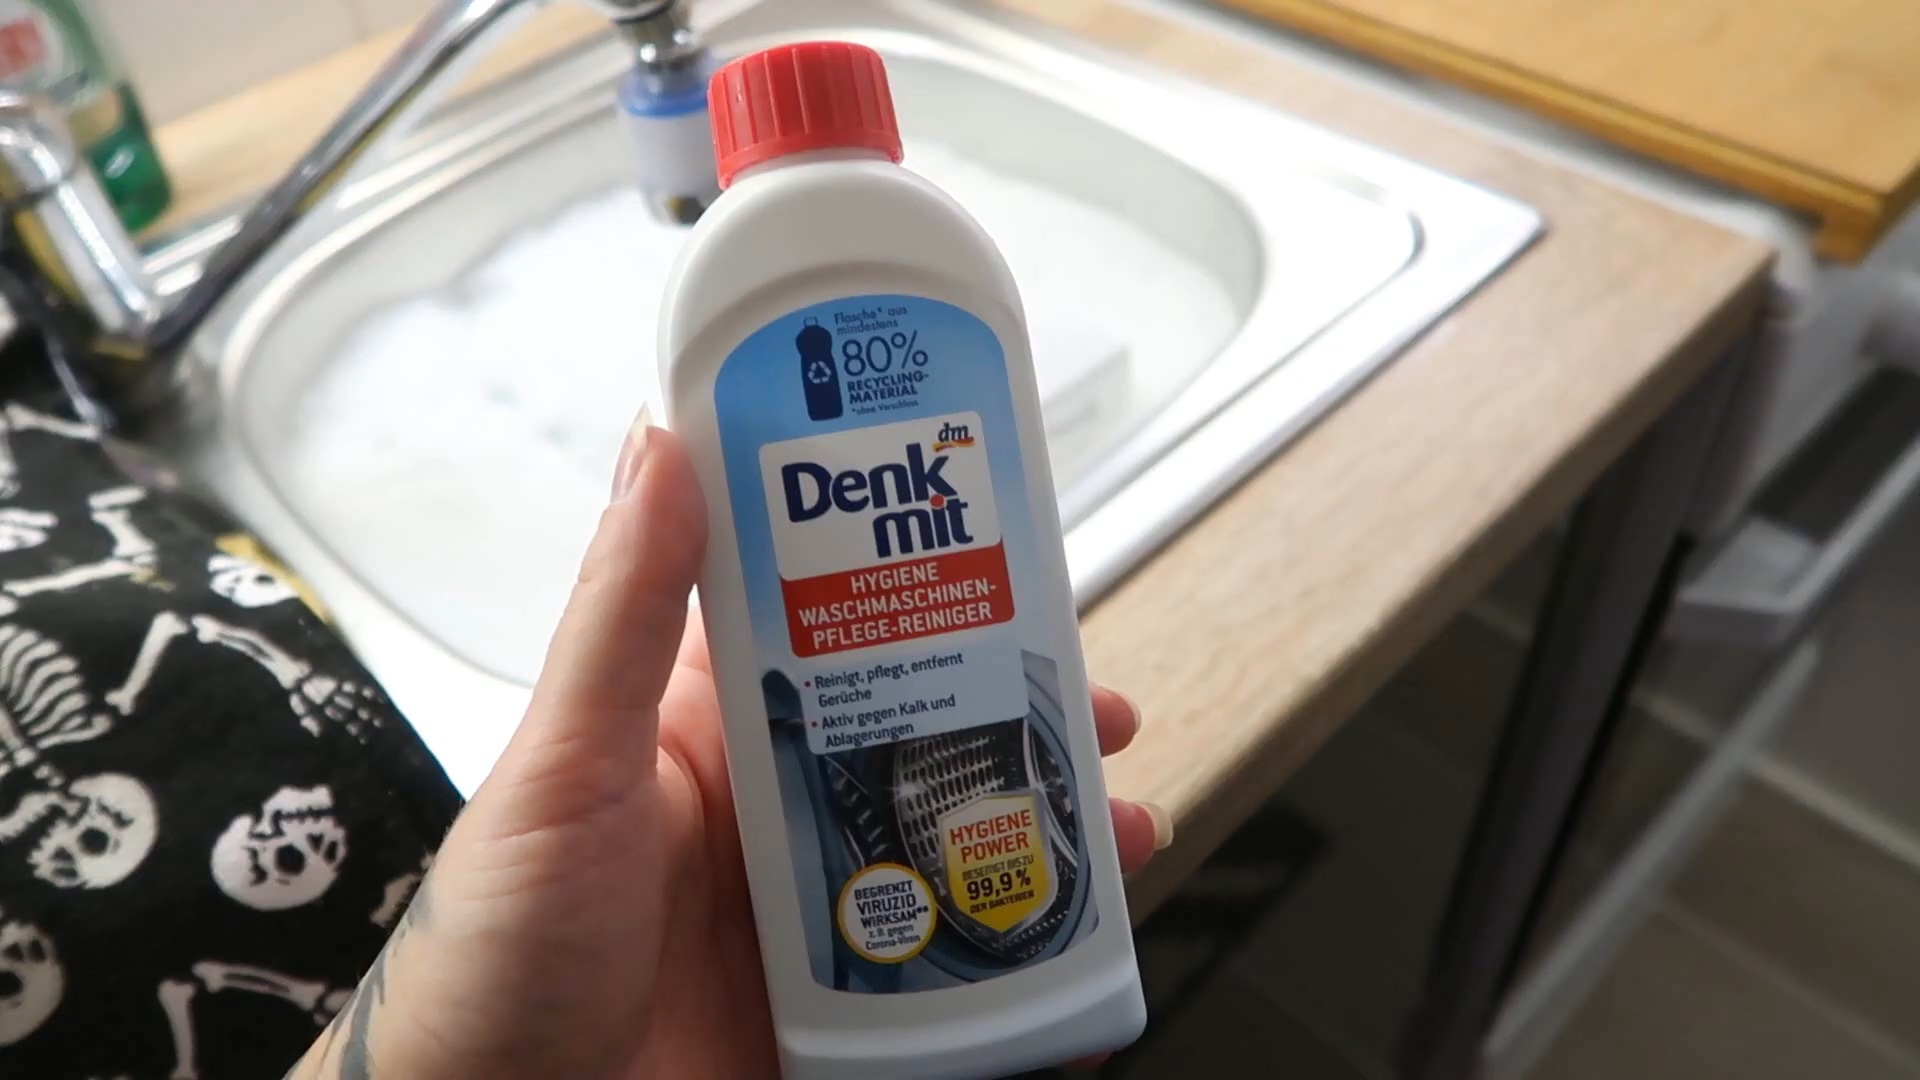 Flasche* aus
mindestens
80%
RECYCLING-
MATERIAL
*ohne Verschluss
dm
Denk
mit
HYGIENE
WASCHMASCHINEN-
PFLEGE-REINIGER
• Reinigt, pflegt, entfernt
Gerüche
• Aktiv gegen Kalk und
Ablagerungen
HYGIENE
POWER
BESEITIGT BIS ZU
99,9 %
DER BAKTERIEN
BEGRENZT
VIRUZID
WIRKSAM**
z. B. gegen
Corona-Viren